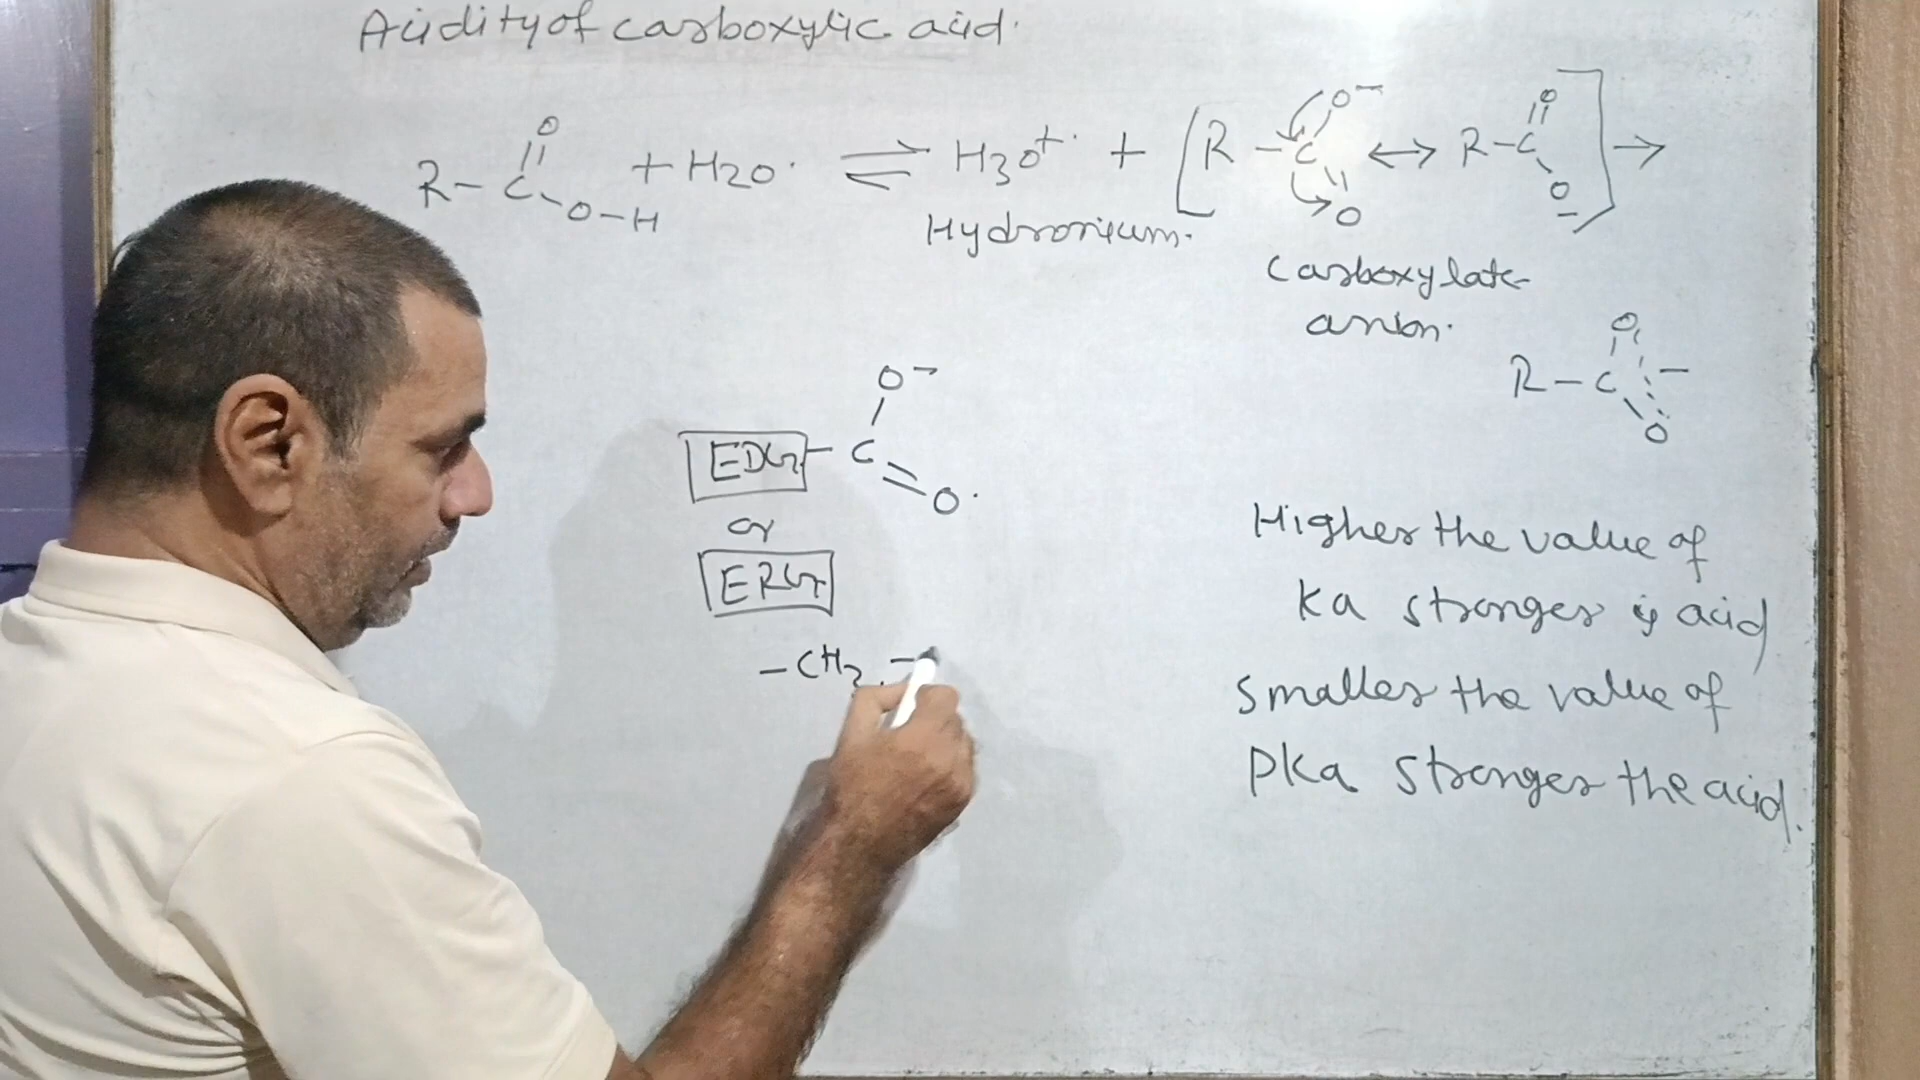 Acidity of carboxylic acid.
R-C(=O)-O-H + H2O. ⇌ H3O+. + [R-C(O-)=O ↔ R-C(=O)-O-] →
Hydronium.
Carboxylate
anion.
R-C O O -
EDG-C(O-)=O.
or
ERG
-CH3, -
Higher the value of
Ka stronger is acid
Smaller the value of
pKa stronger the acid.